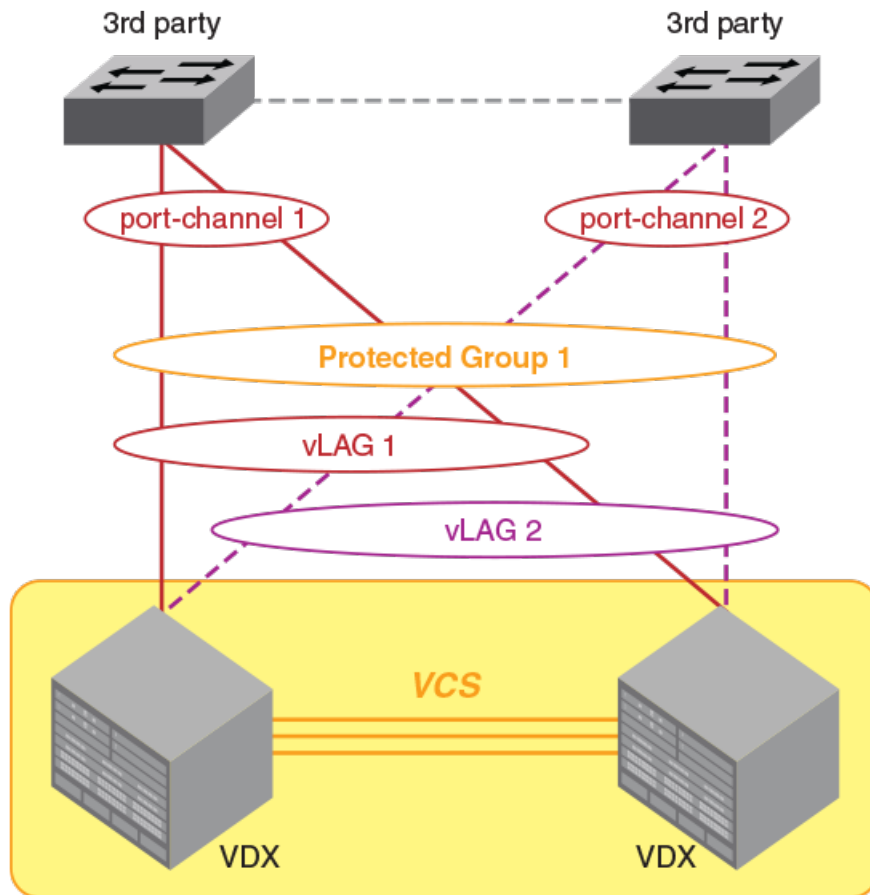 3rd party
3rd party
port-channel 1
port-channel 2
Protected Group 1
vLAG 1
vLAG 2
VCS
VDX
VDX